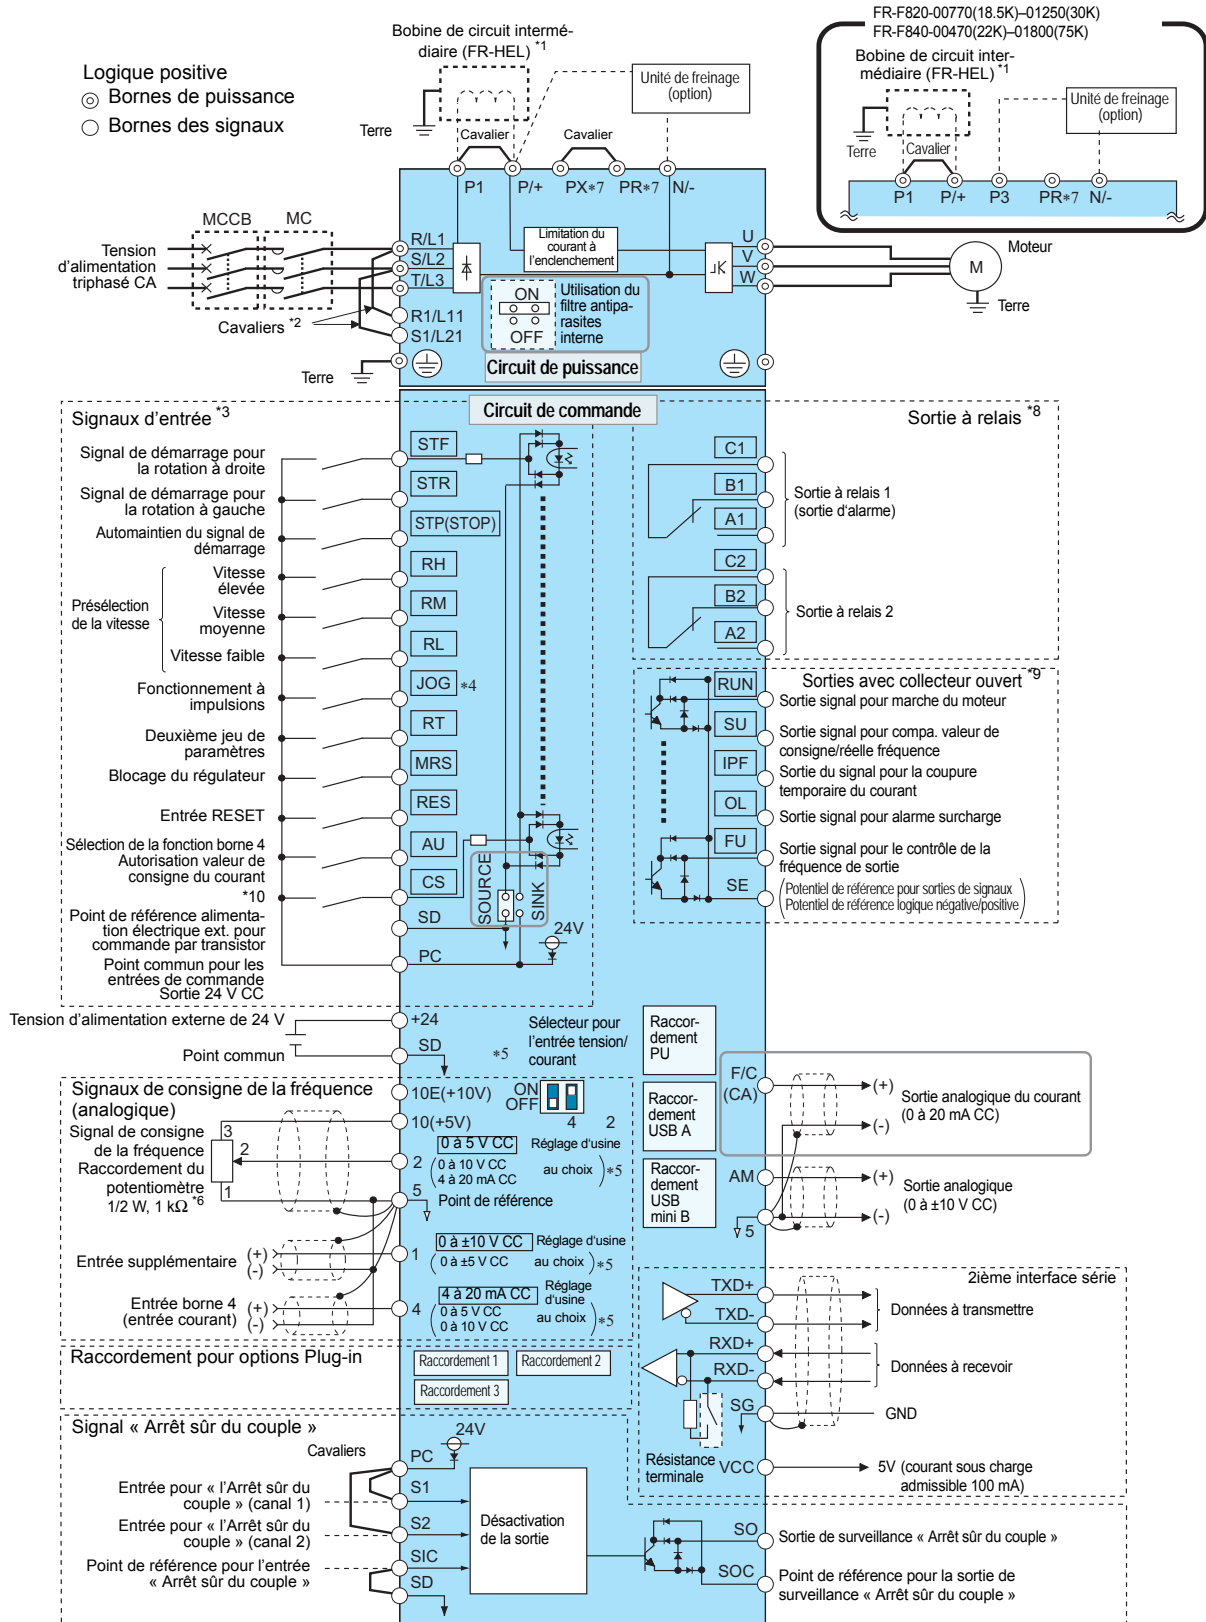 FR-F820-00770(18.5K)–01250(30K)
FR-F840-00470(22K)–01800(75K)
Bobine de circuit inter-
médiaire (FR-HEL) *1
Unité de freinage
(option)
Terre
Cavalier
P1 P/+ P3 PR*7 N/-
Bobine de circuit intermé-
diaire (FR-HEL) *1
Logique positive
Bornes de puissance
Bornes des signaux
Unité de freinage
(option)
Terre
Cavalier
Cavalier
P1 P/+ PX*7 PR*7 N/-
MCCB MC
Tension
d’alimentation
triphasé CA
R/L1
S/L2
T/L3
R1/L11
S1/L21
Cavaliers *2
Limitation du
courant à
l’enclenchement
U
V
W
Moteur
M
Terre
ON
OFF
Utilisation du
filtre antipa-
rasites
interne
Terre
Circuit de puissance
Circuit de commande
Signaux d’entrée *3
Signal de démarrage pour
la rotation à droite
STF
Signal de démarrage pour
la rotation à gauche
STR
Automaintien du signal de
démarrage
STP(STOP)
Présélection
de la vitesse
Vitesse
élevée
RH
Vitesse
moyenne
RM
Vitesse faible
RL
Fonctionnement à
impulsions
JOG *4
Deuxième jeu de
paramètres
RT
Blocage du régulateur
MRS
Entrée RESET
RES
Sélection de la fonction borne 4
Autorisation valeur de
consigne du courant
AU
*10
CS
Point de référence alimenta-
tion électrique ext. pour
commande par transistor
SD
Point commun pour les
entrées de commande
Sortie 24 V CC
PC
SOURCE
SINK
24V
Sortie à relais *8
C1
B1
A1
Sortie à relais 1
(sortie d‘alarme)
C2
B2
A2
Sortie à relais 2
Sorties avec collecteur ouvert *9
RUN
Sortie signal pour marche du moteur
SU
Sortie signal pour compa. valeur de
consigne/réelle fréquence
IPF
Sortie du signal pour la coupure
temporaire du courant
OL
Sortie signal pour alarme surcharge
FU
Sortie signal pour le contrôle de la
fréquence de sortie
SE
(Potentiel de référence pour sorties de signaux
Potentiel de référence logique négative/positive)
Tension d’alimentation externe de 24 V
+24
Point commun
SD
*5
Sélecteur pour
l’entrée tension/
courant
Signaux de consigne de la fréquence
(analogique)
10E(+10V)
ON
OFF
4 2
10(+5V)
Signal de consigne
de la fréquence
Raccordement du
potentiomètre
1/2 W, 1 kΩ *6
3
2
1
2
0 à 5 V CC Réglage d‘usine
(0 à 10 V CC
4 à 20 mA CC au choix)*5
5
Point de référence
Entrée supplémentaire
(+)
(-)
1
0 à ±10 V CC Réglage d‘usine
(0 à ±5 V CC au choix)*5
Entrée borne 4
(entrée courant)
(+)
(-)
4
4 à 20 mA CC Réglage
d‘usine
(0 à 5 V CC
0 à 10 V CC au choix)*5
Raccor-
dement
PU
Raccor-
dement
USB A
Raccor-
dement
USB
mini B
F/C
(CA)
(+)
(-)
Sortie analogique du courant
(0 à 20 mA CC)
AM
5
(+)
(-)
Sortie analogique
(0 à ±10 V CC)
2ième interface série
TXD+
TXD-
Données à transmettre
RXD+
RXD-
Données à recevoir
SG
GND
Résistance
terminale
VCC
5V (courant sous charge
admissible 100 mA)
Raccordement pour options Plug-in
Raccordement 1
Raccordement 2
Raccordement 3
Signal « Arrêt sûr du couple »
24V
Cavaliers
PC
Entrée pour « l’Arrêt sûr du
couple » (canal 1)
S1
Entrée pour « l’Arrêt sûr du
couple » (canal 2)
S2
Point de référence pour l’entrée
« Arrêt sûr du couple »
SIC
SD
Désactivation
de la sortie
SO
Sortie de surveillance « Arrêt sûr du couple »
SOC
Point de référence pour la sortie de
surveillance « Arrêt sûr du couple »